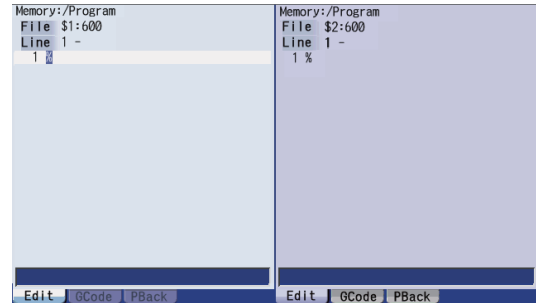 Memory:/Program
File $1:600
Line 1 -
1 %
Edit GCode PBack
Memory:/Program
File $2:600
Line 1 -
1 %
Edit GCode PBack